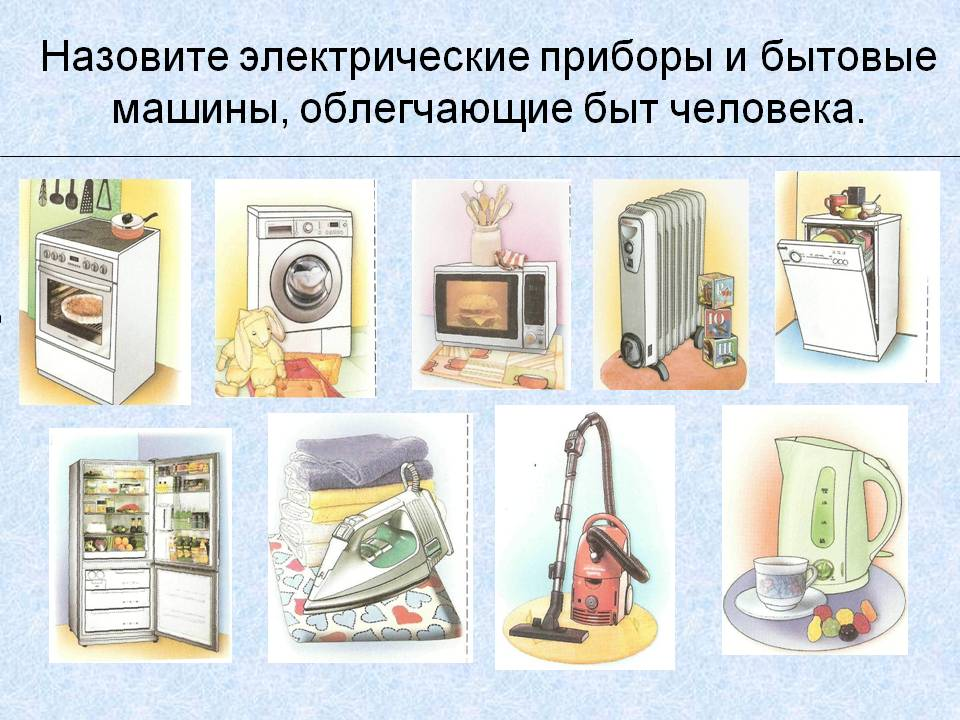 Назовите электрические приборы и бытовые
машины, облегчающие быт человека.
Ю
Ш